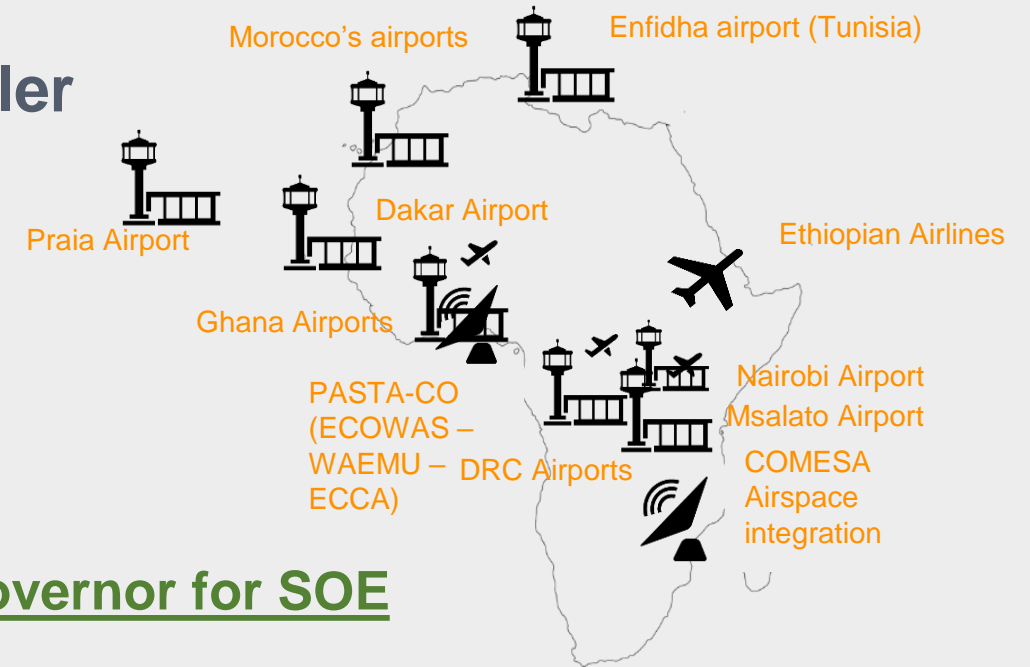 Morocco's airports
Enfidha airport (Tunisia)
ler
Praia Airport
Dakar Airport
Ethiopian Airlines
Ghana Airports
PASTA-CO
(ECOWAS –
WAEMU –
ECCA)
DRC Airports
Nairobi Airport
Msalato Airport
COMESA
Airspace
integration
overnor for SOE